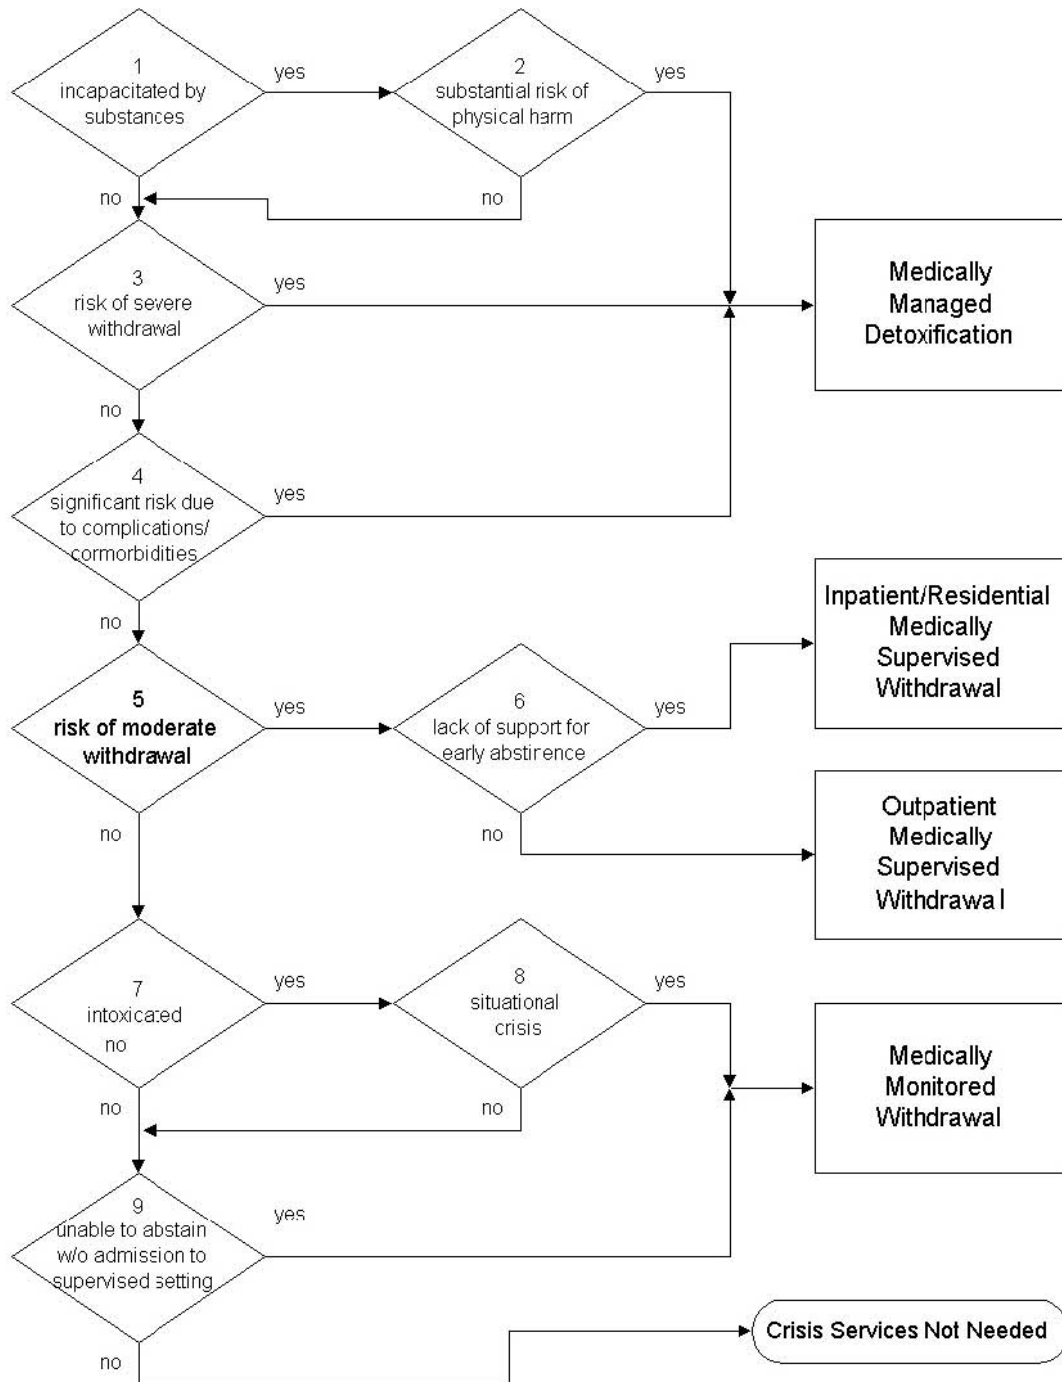 1
incapacitated by
substances
yes
2
substantial risk of
physical harm
yes
no
no
3
risk of severe
withdrawal
yes
Medically
Managed
Detoxification
no
4
significant risk due
to complications/
cormorbidities
yes
no
5
risk of moderate
withdrawal
yes
6
lack of support for
early abstinence
yes
Inpatient/Residential
Medically
Supervised
Withdrawal
no
no
Outpatient
Medically
Supervised
Withdrawal
7
intoxicated
no
yes
8
situational
crisis
yes
Medically
Monitored
Withdrawal
no
no
9
unable to abstain
w/o admission to
supervised setting
yes
no
Crisis Services Not Needed